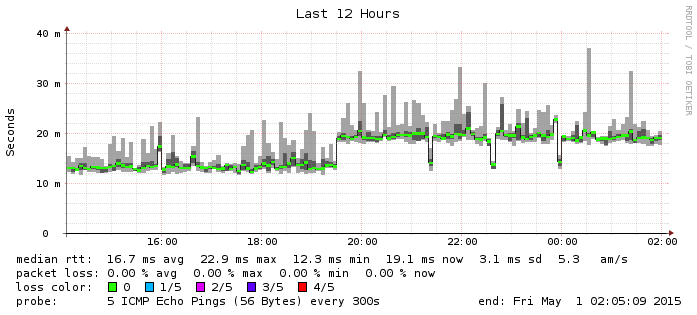 Last 12 Hours
RRDTOOL / TOBI OETIKER
Seconds
40 m
30 m
20 m
10 m
0
16:00 18:00 20:00 22:00 00:00 02:00
median rtt: 16.7 ms avg 22.9 ms max 12.3 ms min 19.1 ms now 3.1 ms sd 5.3 am/s
packet loss: 0.00 % avg 0.00 % max 0.00 % min 0.00 % now
loss color: 0 1/5 2/5 3/5 4/5
probe: 5 ICMP Echo Pings (56 Bytes) every 300s end: Fri May 1 02:05:09 2015